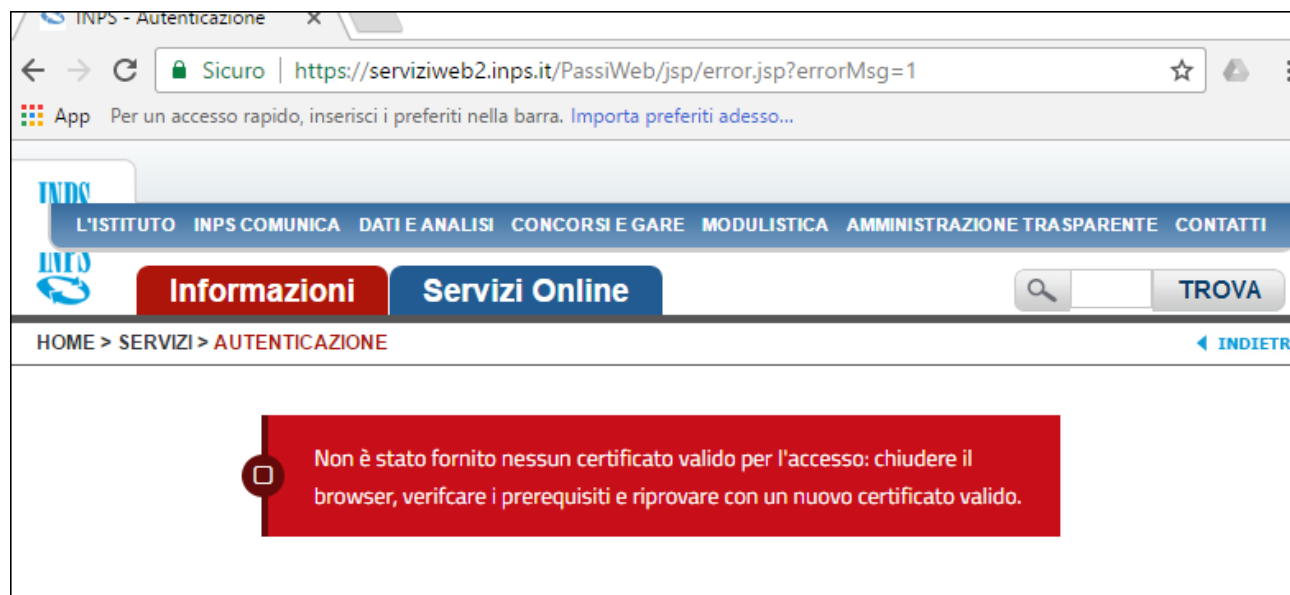 INPS - Autenticazione
Sicuro | https://serviziweb2.inps.it/PassiWeb/jsp/error.jsp?errorMsg=1
App Per un accesso rapido, inserisci i preferiti nella barra. Importa preferiti adesso...
INPS
L'ISTITUTO INPS COMUNICA DATI E ANALISI CONCORSI E GARE MODULISTICA AMMINISTRAZIONE TRASPARENTE CONTATTI
INPS
Informazioni Servizi Online TROVA
HOME > SERVIZI > AUTENTICAZIONE INDIETR
Non è stato fornito nessun certificato valido per l'accesso: chiudere il
browser, verifcare i prerequisiti e riprovare con un nuovo certificato valido.